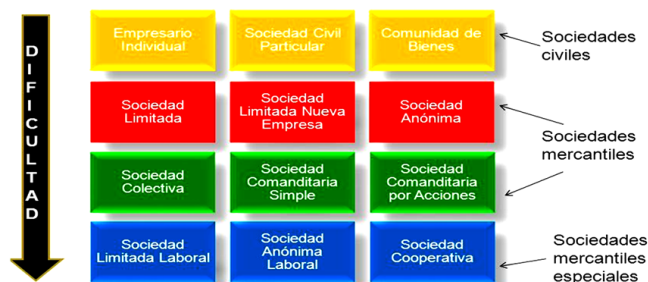 DIFICULTAD
Empresario
Individual
Sociedad Civil
Particular
Comunidad de
Bienes
Sociedades
civiles
Sociedad
Limitada
Sociedad
Limitada Nueva
Empresa
Sociedad
Anónima
Sociedades
mercantiles
Sociedad
Colectiva
Sociedad
Comanditaria
Simple
Sociedad
Comanditaria
por Acciones
Sociedad
Limitada Laboral
Sociedad
Anónima
Laboral
Sociedad
Cooperativa
Sociedades
mercantiles
especiales